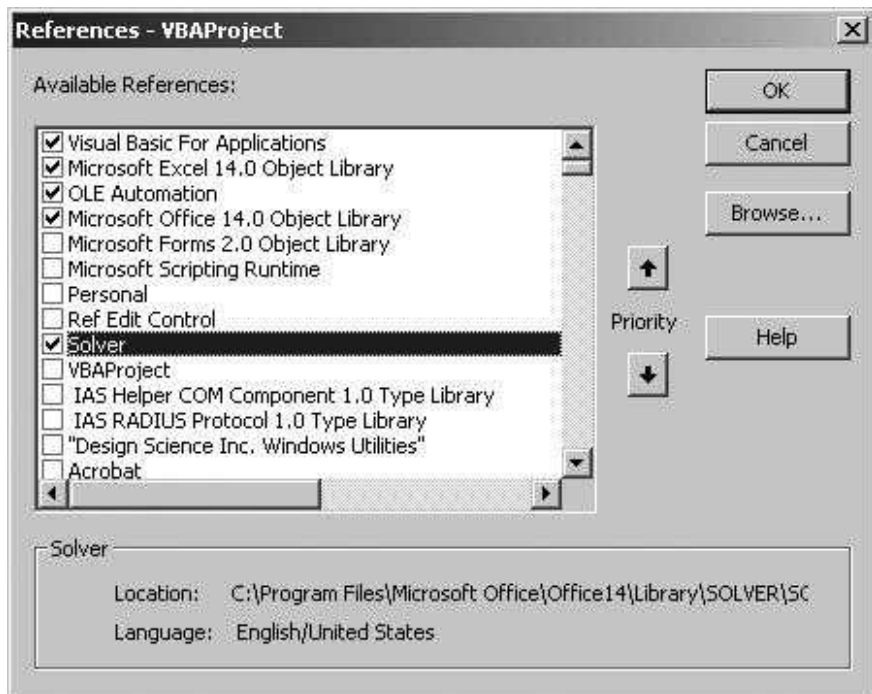 References - VBAProject
Available References:
Visual Basic For Applications
Microsoft Excel 14.0 Object Library
OLE Automation
Microsoft Office 14.0 Object Library
Microsoft Forms 2.0 Object Library
Microsoft Scripting Runtime
Personal
Ref Edit Control
Solver
VBAProject
IAS Helper COM Component 1.0 Type Library
IAS RADIUS Protocol 1.0 Type Library
"Design Science Inc. Windows Utilities"
Acrobat
OK
Cancel
Browse...
Priority
Help
Solver
Location: C:\Program Files\Microsoft Office\Office14\Library\SOLVER\SC
Language: English/United States